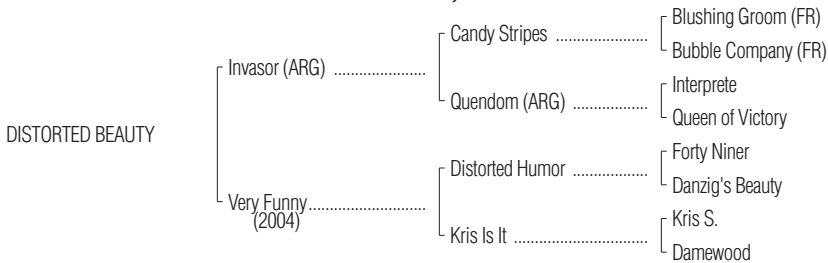 Blushing Groom (FR)
Candy Stripes ......................
Bubble Company (FR)
Invasor (ARG) ......................
Interprete
Quendom (ARG) ..................
Queen of Victory
DISTORTED BEAUTY
Forty Niner
Distorted Humor ..................
Danzig's Beauty
Very Funny ............................
(2004)
Kris S.
Kris Is It ................................
Damewood